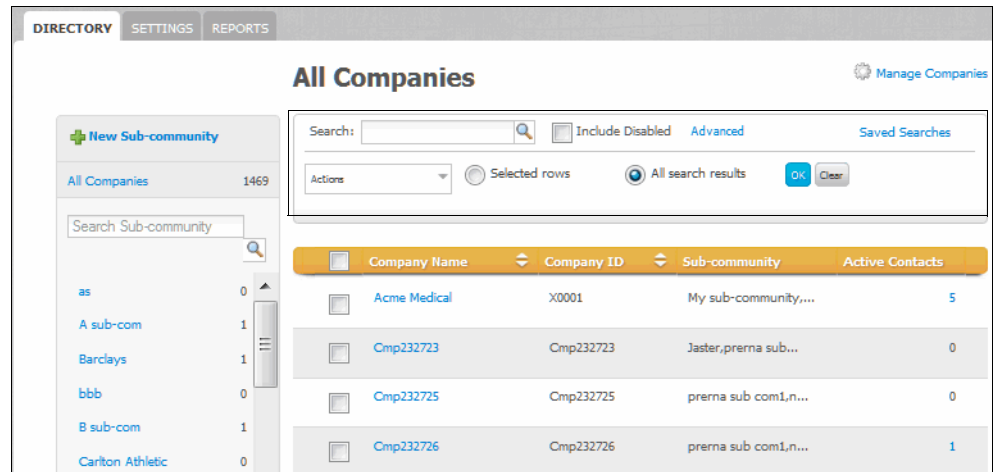 DIRECTORY SETTINGS REPORTS
All Companies
Manage Companies
New Sub-community
All Companies 1469
Search Sub-community
as 0
A sub-com 1
Barclays 1
bbb 0
B sub-com 1
Carlton Athletic 0
Search: Include Disabled Advanced Saved Searches
Actions Selected rows All search results OK Clear
Company Name Company ID Sub-community Active Contacts
Acme Medical X0001 My sub-community,... 5
Cmp232723 Cmp232723 Jaster,prerna sub... 0
Cmp232725 Cmp232725 prerna sub com1,n... 0
Cmp232726 Cmp232726 prerna sub com1,n... 1